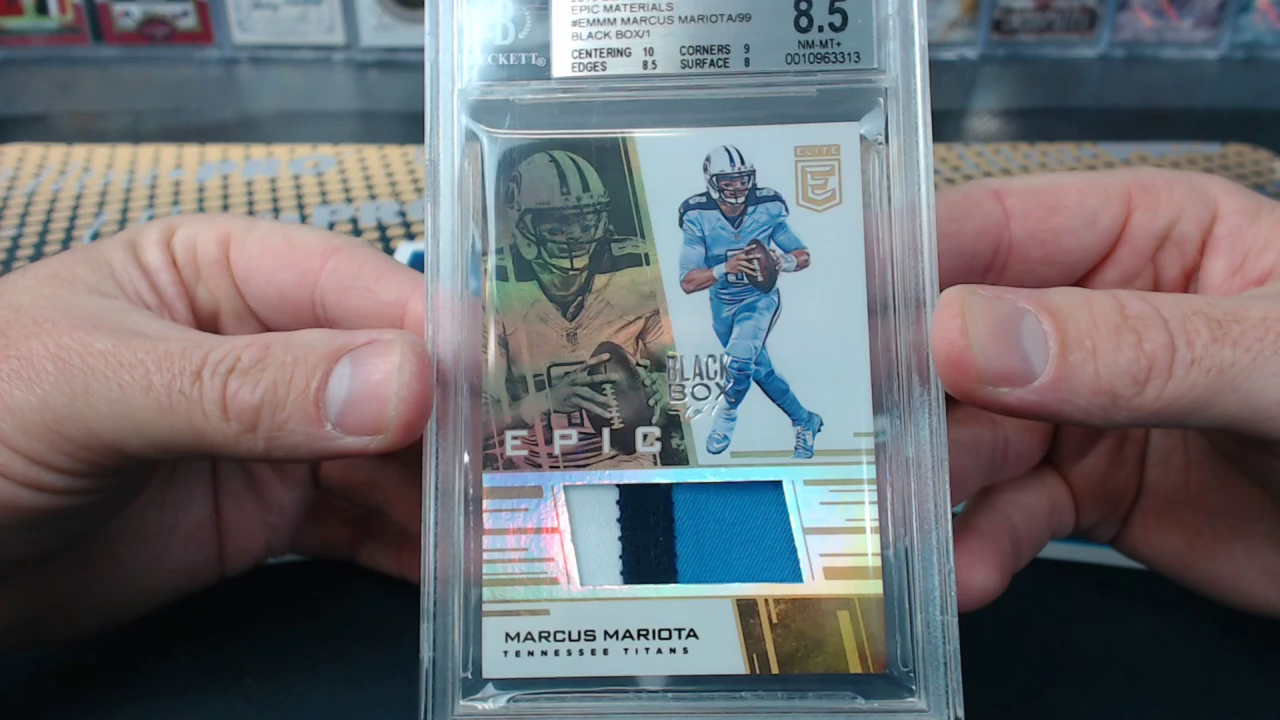 EPIC MATERIALS
#EMMM MARCUS MARIOTA/99
BLACK BOX/1
CENTERING 10 CORNERS 9
EDGES 8.5 SURFACE 8
8.5
NM-MT+
0010963313
ELITE
E
BLACK
BOX
EPIC
MARCUS MARIOTA
TENNESSEE TITANS